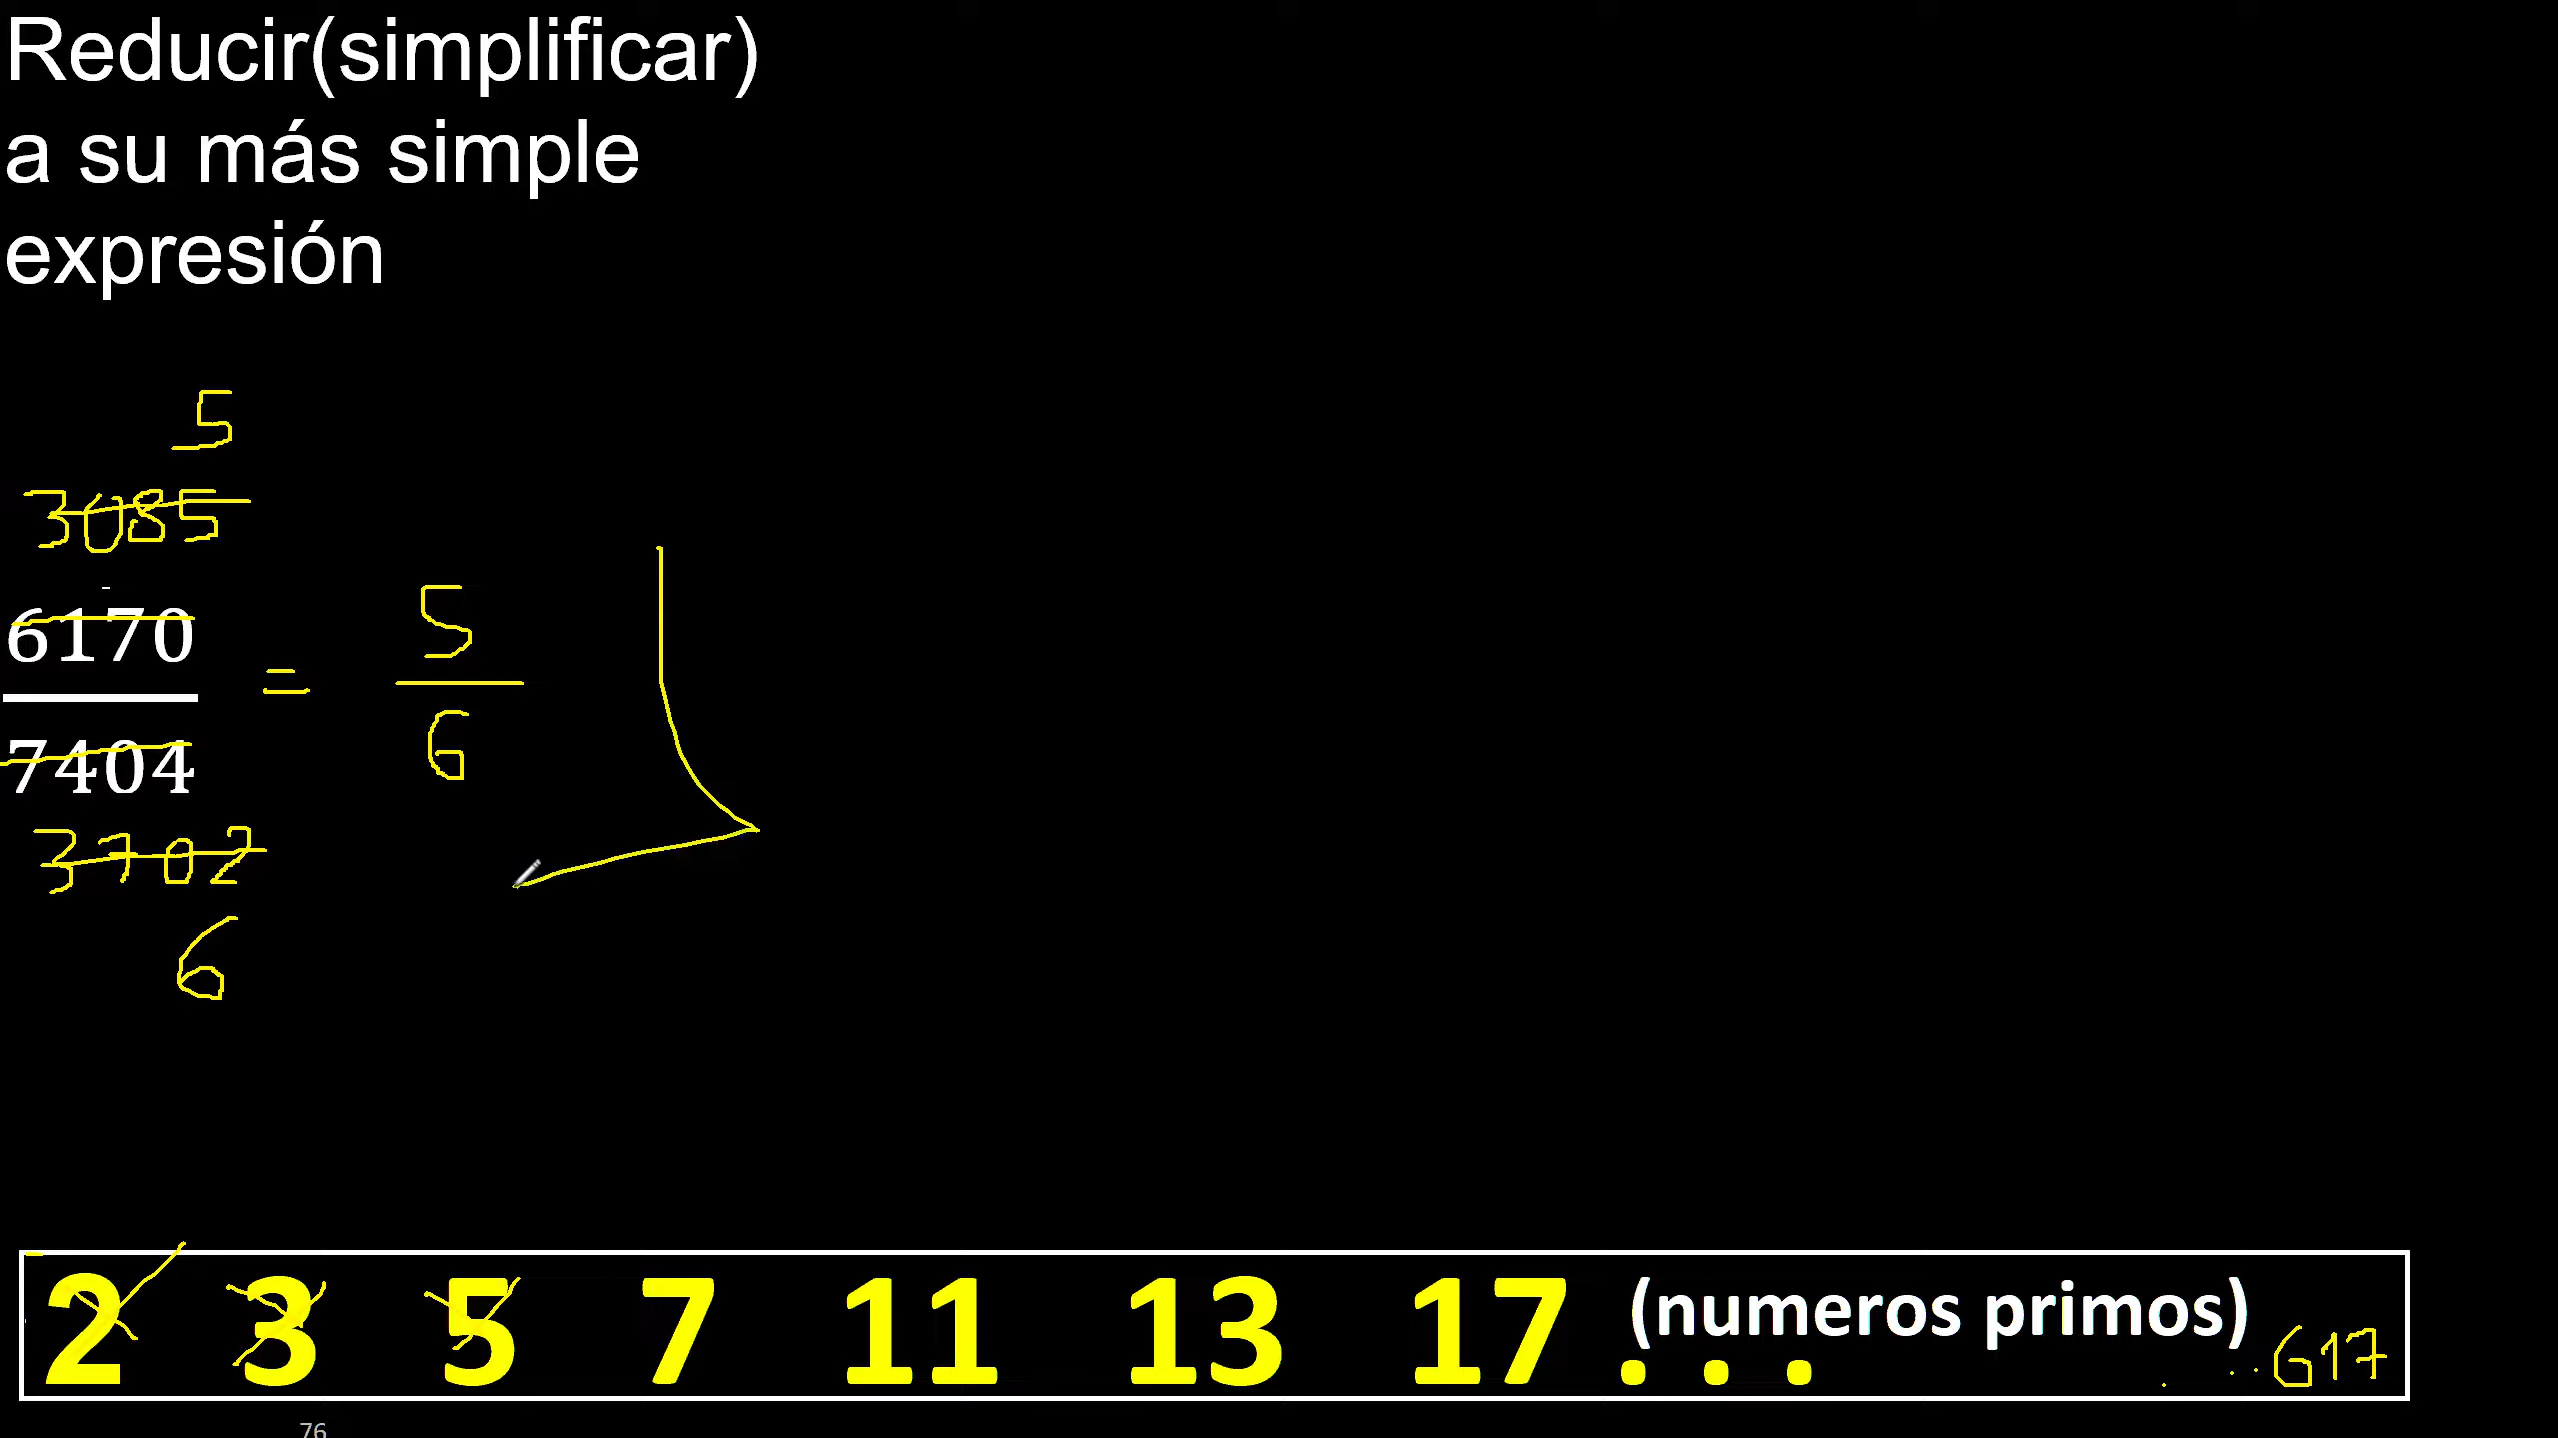 Reducir(simplificar)
a su más simple
expresión
5
3085
6170
7404
3702
6
=
5
6
2 3 5 7 11 13 17 ... (numeros primos) 617
76